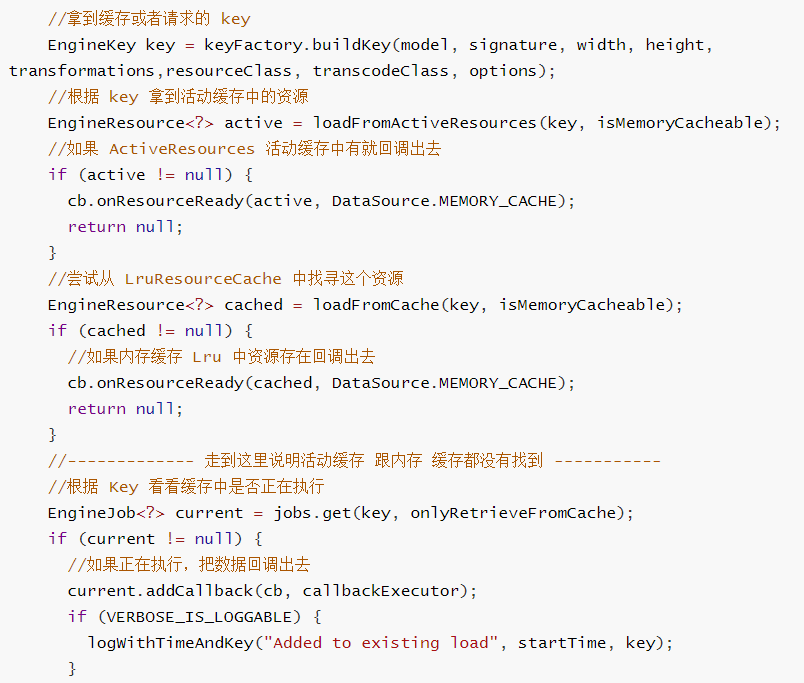 //拿到缓存或者请求的 key
EngineKey key = keyFactory.buildKey(model, signature, width, height,
transformations,resourceClass, transcodeClass, options);
//根据 key 拿到活动缓存中的资源
EngineResource<?> active = loadFromActiveResources(key, isMemoryCacheable);
//如果 ActiveResources 活动缓存中有就回调出去
if (active != null) {
cb.onResourceReady(active, DataSource.MEMORY_CACHE);
return null;
}
//尝试从 LruResourceCache 中找寻这个资源
EngineResource<?> cached = loadFromCache(key, isMemoryCacheable);
if (cached != null) {
//如果内存缓存 Lru 中资源存在回调出去
cb.onResourceReady(cached, DataSource.MEMORY_CACHE);
return null;
}
//------------- 走到这里说明活动缓存 跟内存 缓存都没有找到 -----------
//根据 Key 看看缓存中是否正在执行
EngineJob<?> current = jobs.get(key, onlyRetrieveFromCache);
if (current != null) {
//如果正在执行，把数据回调出去
current.addCallback(cb, callbackExecutor);
if (VERBOSE_IS_LOGGABLE) {
logWithTimeAndKey("Added to existing load", startTime, key);
}